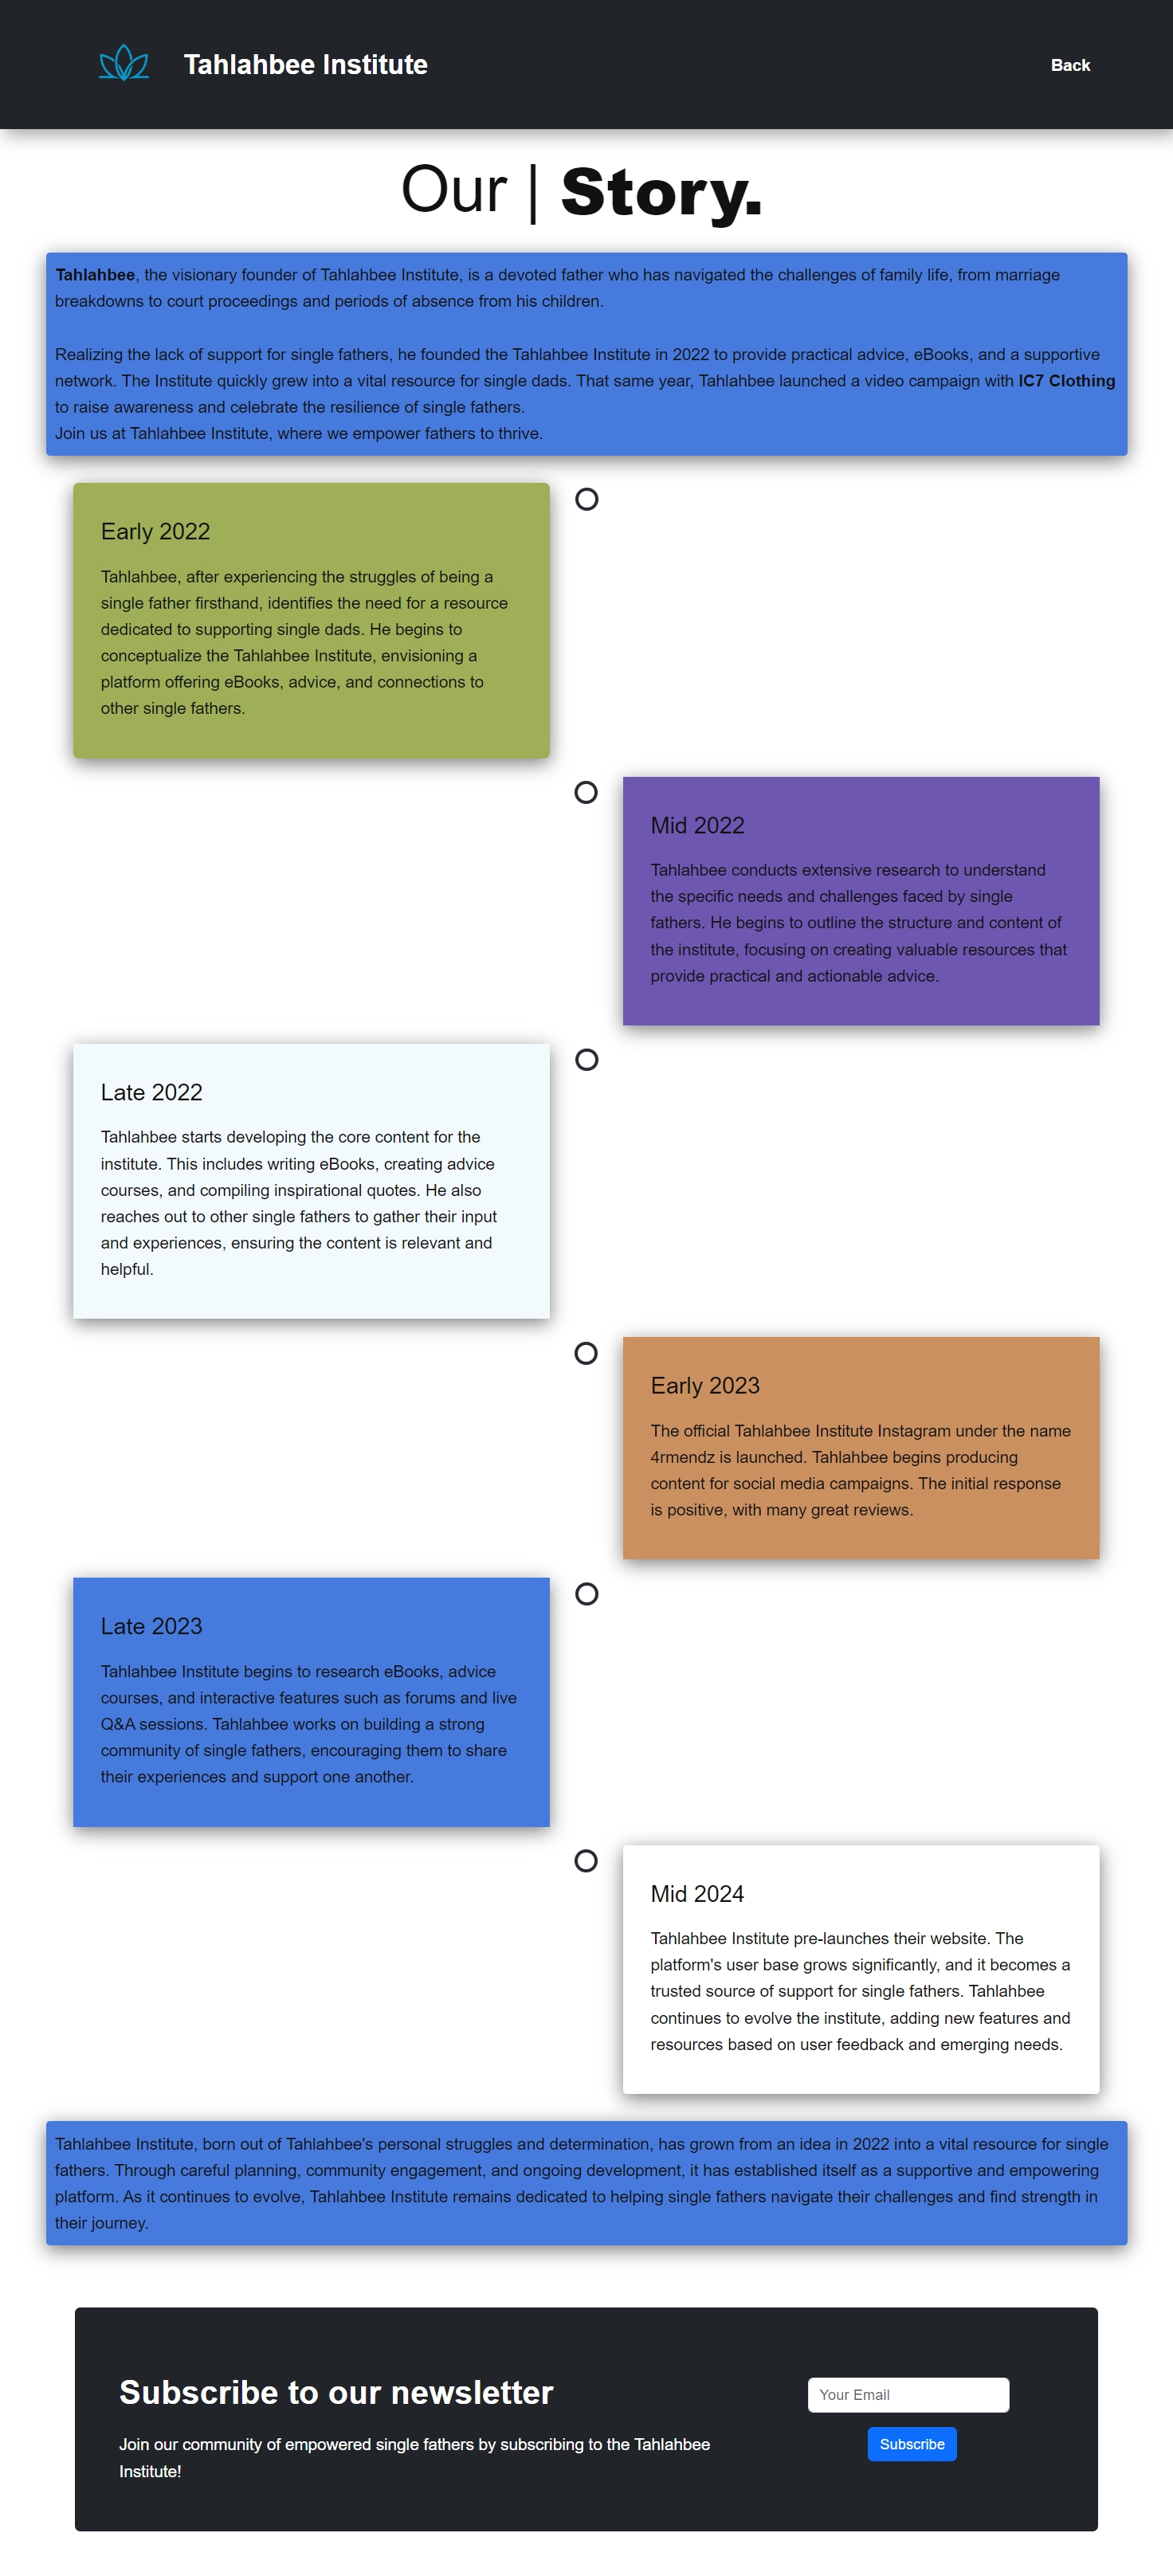 Tahlahbee Institute
Back
Our | Story.
Tahlahbee, the visionary founder of Tahlahbee Institute, is a devoted father who has navigated the challenges of family life, from marriage
breakdowns to court proceedings and periods of absence from his children.
Realizing the lack of support for single fathers, he founded the Tahlahbee Institute in 2022 to provide practical advice, eBooks, and a supportive
network. The Institute quickly grew into a vital resource for single dads. That same year, Tahlahbee launched a video campaign with IC7 Clothing
to raise awareness and celebrate the resilience of single fathers.
Join us at Tahlahbee Institute, where we empower fathers to thrive.
Early 2022
Tahlahbee, after experiencing the struggles of being a
single father firsthand, identifies the need for a resource
dedicated to supporting single dads. He begins to
conceptualize the Tahlahbee Institute, envisioning a
platform offering eBooks, advice, and connections to
other single fathers.
Mid 2022
Tahlahbee conducts extensive research to understand
the specific needs and challenges faced by single
fathers. He begins to outline the structure and content of
the institute, focusing on creating valuable resources that
provide practical and actionable advice.
Late 2022
Tahlahbee starts developing the core content for the
institute. This includes writing eBooks, creating advice
courses, and compiling inspirational quotes. He also
reaches out to other single fathers to gather their input
and experiences, ensuring the content is relevant and
helpful.
Early 2023
The official Tahlahbee Institute Instagram under the name
4rmendz is launched. Tahlahbee begins producing
content for social media campaigns. The initial response
is positive, with many great reviews.
Late 2023
Tahlahbee Institute begins to research eBooks, advice
courses, and interactive features such as forums and live
Q&A sessions. Tahlahbee works on building a strong
community of single fathers, encouraging them to share
their experiences and support one another.
Mid 2024
Tahlahbee Institute pre-launches their website. The
platform's user base grows significantly, and it becomes a
trusted source of support for single fathers. Tahlahbee
continues to evolve the institute, adding new features and
resources based on user feedback and emerging needs.
Tahlahbee Institute, born out of Tahlahbee's personal struggles and determination, has grown from an idea in 2022 into a vital resource for single
fathers. Through careful planning, community engagement, and ongoing development, it has established itself as a supportive and empowering
platform. As it continues to evolve, Tahlahbee Institute remains dedicated to helping single fathers navigate their challenges and find strength in
their journey.
Subscribe to our newsletter
Join our community of empowered single fathers by subscribing to the Tahlahbee
Institute!
Your Email
Subscribe